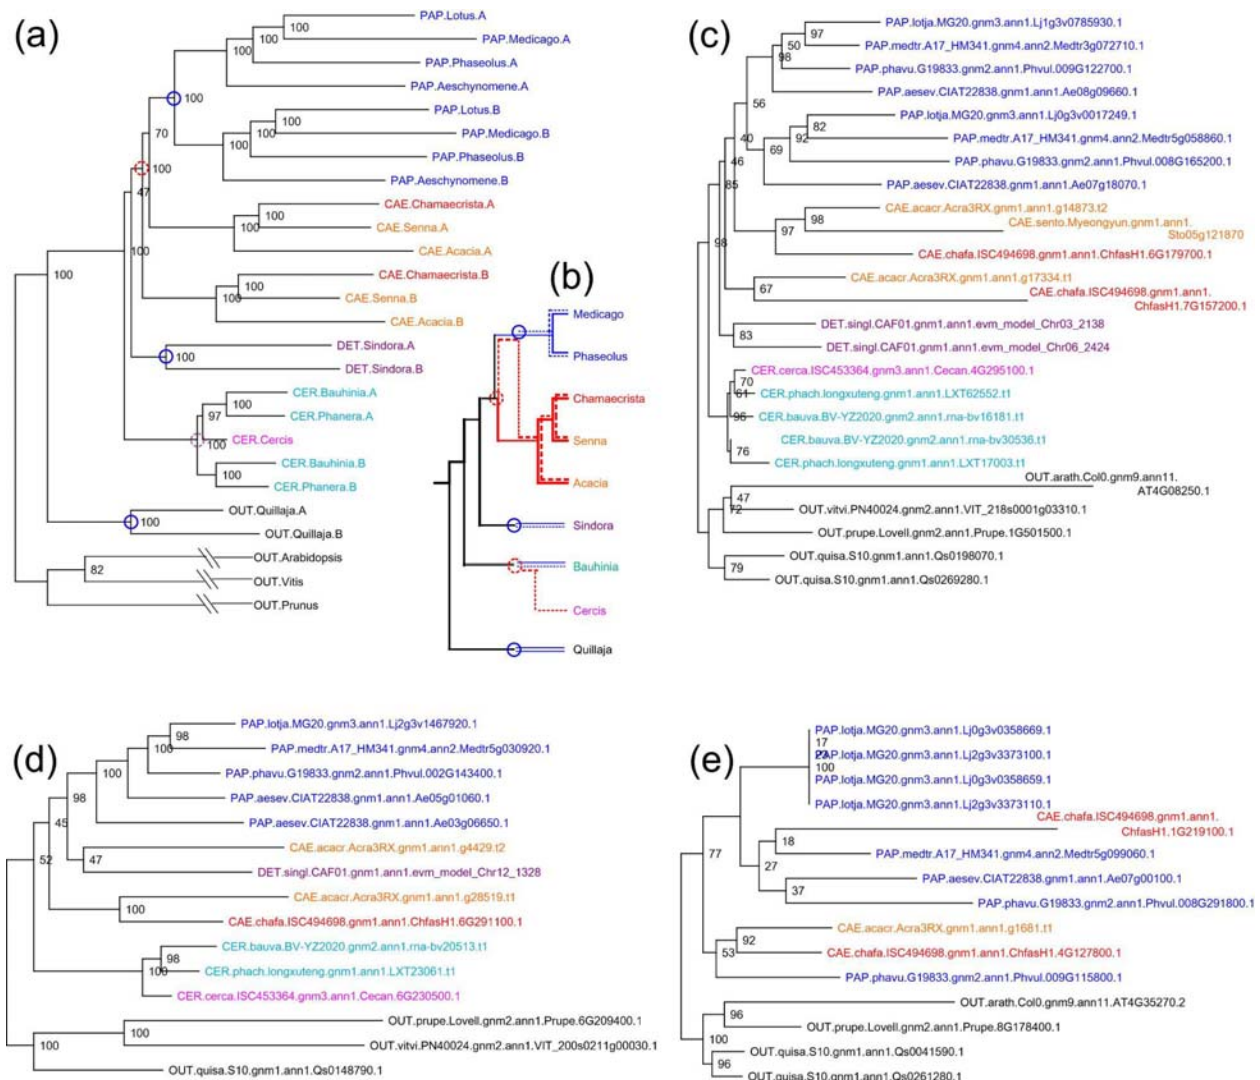 (a)
PAP.Lotus.A
PAP.Medicago.A
PAP.Phaseolus.A
PAP.Aeschynomene.A
PAP.Lotus.B
PAP.Medicago.B
PAP.Phaseolus.B
PAP.Aeschynomene.B
CAE.Chamaecrista.A
CAE.Senna.A
CAE.Acacia.A
CAE.Chamaecrista.B
CAE.Senna.B
CAE.Acacia.B
DET.Sindora.A
DET.Sindora.B
CER.Bauhinia.A
CER.Phanera.A
CER.Cercis
CER.Bauhinia.B
CER.Phanera.B
OUT.Quillaja.A
OUT.Quillaja.B
OUT.Arabidopsis
OUT.Vitis
OUT.Prunus
100
100
100
100
100
100
100
70
100
47
100
100
100
100
100
100
100
100
97
100
100
100
82
(b)
Medicago
Phaseolus
Chamaecrista
Senna
Acacia
Sindora
Bauhinia
Cercis
Quillaja
(c)
PAP.lotja.MG20.gnm3.ann1.Lj1g3v0785930.1
PAP.medtr.A17_HM341.gnm4.ann2.Medtr3g072710.1
PAP.phavu.G19833.gnm2.ann1.Phvul.009G122700.1
PAP.aesev.CIAT22838.gnm1.ann1.Ae08g09660.1
PAP.lotja.MG20.gnm3.ann1.Lj0g3v0017249.1
PAP.medtr.A17_HM341.gnm4.ann2.Medtr5g058860.1
PAP.phavu.G19833.gnm2.ann1.Phvul.008G165200.1
PAP.aesev.CIAT22838.gnm1.ann1.Ae07g18070.1
CAE.acacr.Acra3RX.gnm1.ann1.g14873.t2
CAE.sento.Myeongyun.gnm1.ann1.
Sto05g121870
CAE.chafa.ISC494698.gnm1.ann1.ChfasH1.6G179700.1
CAE.acacr.Acra3RX.gnm1.ann1.g17334.t1
CAE.chafa.ISC494698.gnm1.ann1.
ChfasH1.7G157200.1
DET.singl.CAF01.gnm1.ann1.evm_model_Chr03_2138
DET.singl.CAF01.gnm1.ann1.evm_model_Chr06_2424
CER.cerca.ISC453364.gnm3.ann1.Cecan.4G295100.1
CER.phach.longxuteng.gnm1.ann1.LXT62552.t1
CER.bauva.BV-YZ2020.gnm2.ann1.rna-bv16181.t1
CER.bauva.BV-YZ2020.gnm2.ann1.rna-bv30536.t1
CER.phach.longxuteng.gnm1.ann1.LXT17003.t1
OUT.arath.Col0.gnm9.ann11.
AT4G08250.1
OUT.vitvi.PN40024.gnm2.ann1.VIT_218s0001g03310.1
OUT.prupe.Lovell.gnm2.ann1.Prupe.1G501500.1
OUT.quisa.S10.gnm1.ann1.Qs0198070.1
OUT.quisa.S10.gnm1.ann1.Qs0269280.1
97
50
98
56
82
92
69
40
46
85
98
97
98
67
83
70
61
96
76
47
72
79
(d)
PAP.lotja.MG20.gnm3.ann1.Lj2g3v1467920.1
PAP.medtr.A17_HM341.gnm4.ann2.Medtr5g030920.1
PAP.phavu.G19833.gnm2.ann1.Phvul.002G143400.1
PAP.aesev.CIAT22838.gnm1.ann1.Ae05g01060.1
PAP.aesev.CIAT22838.gnm1.ann1.Ae03g06650.1
CAE.acacr.Acra3RX.gnm1.ann1.g4429.t2
DET.singl.CAF01.gnm1.ann1.evm_model_Chr12_1328
CAE.acacr.Acra3RX.gnm1.ann1.g28519.t1
CAE.chafa.ISC494698.gnm1.ann1.ChfasH1.6G291100.1
CER.bauva.BV-YZ2020.gnm2.ann1.rna-bv20513.t1
CER.phach.longxuteng.gnm1.ann1.LXT23061.t1
CER.cerca.ISC453364.gnm3.ann1.Cecan.6G230500.1
OUT.prupe.Lovell.gnm2.ann1.Prupe.6G209400.1
OUT.vitvi.PN40024.gnm2.ann1.VIT_200s0211g00030.1
OUT.quisa.S10.gnm1.ann1.Qs0148790.1
98
100
100
98
45
47
52
100
98
100
100
100
(e)
PAP.lotja.MG20.gnm3.ann1.Lj0g3v0358669.1
PAP.lotja.MG20.gnm3.ann1.Lj2g3v3373100.1
PAP.lotja.MG20.gnm3.ann1.Lj0g3v0358659.1
PAP.lotja.MG20.gnm3.ann1.Lj2g3v3373110.1
CAE.chafa.ISC494698.gnm1.ann1.
ChfasH1.1G219100.1
PAP.medtr.A17_HM341.gnm4.ann2.Medtr5g099060.1
PAP.aesev.CIAT22838.gnm1.ann1.Ae07g00100.1
PAP.phavu.G19833.gnm2.ann1.Phvul.008G291800.1
CAE.acacr.Acra3RX.gnm1.ann1.g1681.t1
CAE.chafa.ISC494698.gnm1.ann1.ChfasH1.4G127800.1
PAP.phavu.G19833.gnm2.ann1.Phvul.009G115800.1
OUT.arath.Col0.gnm9.ann11.AT4G35270.2
OUT.prupe.Lovell.gnm2.ann1.Prupe.8G178400.1
OUT.quisa.S10.gnm1.ann1.Qs0041590.1
OUT.quisa.S10.gnm1.ann1.Qs0261280.1
17
100
77
18
27
37
92
53
96
100
96